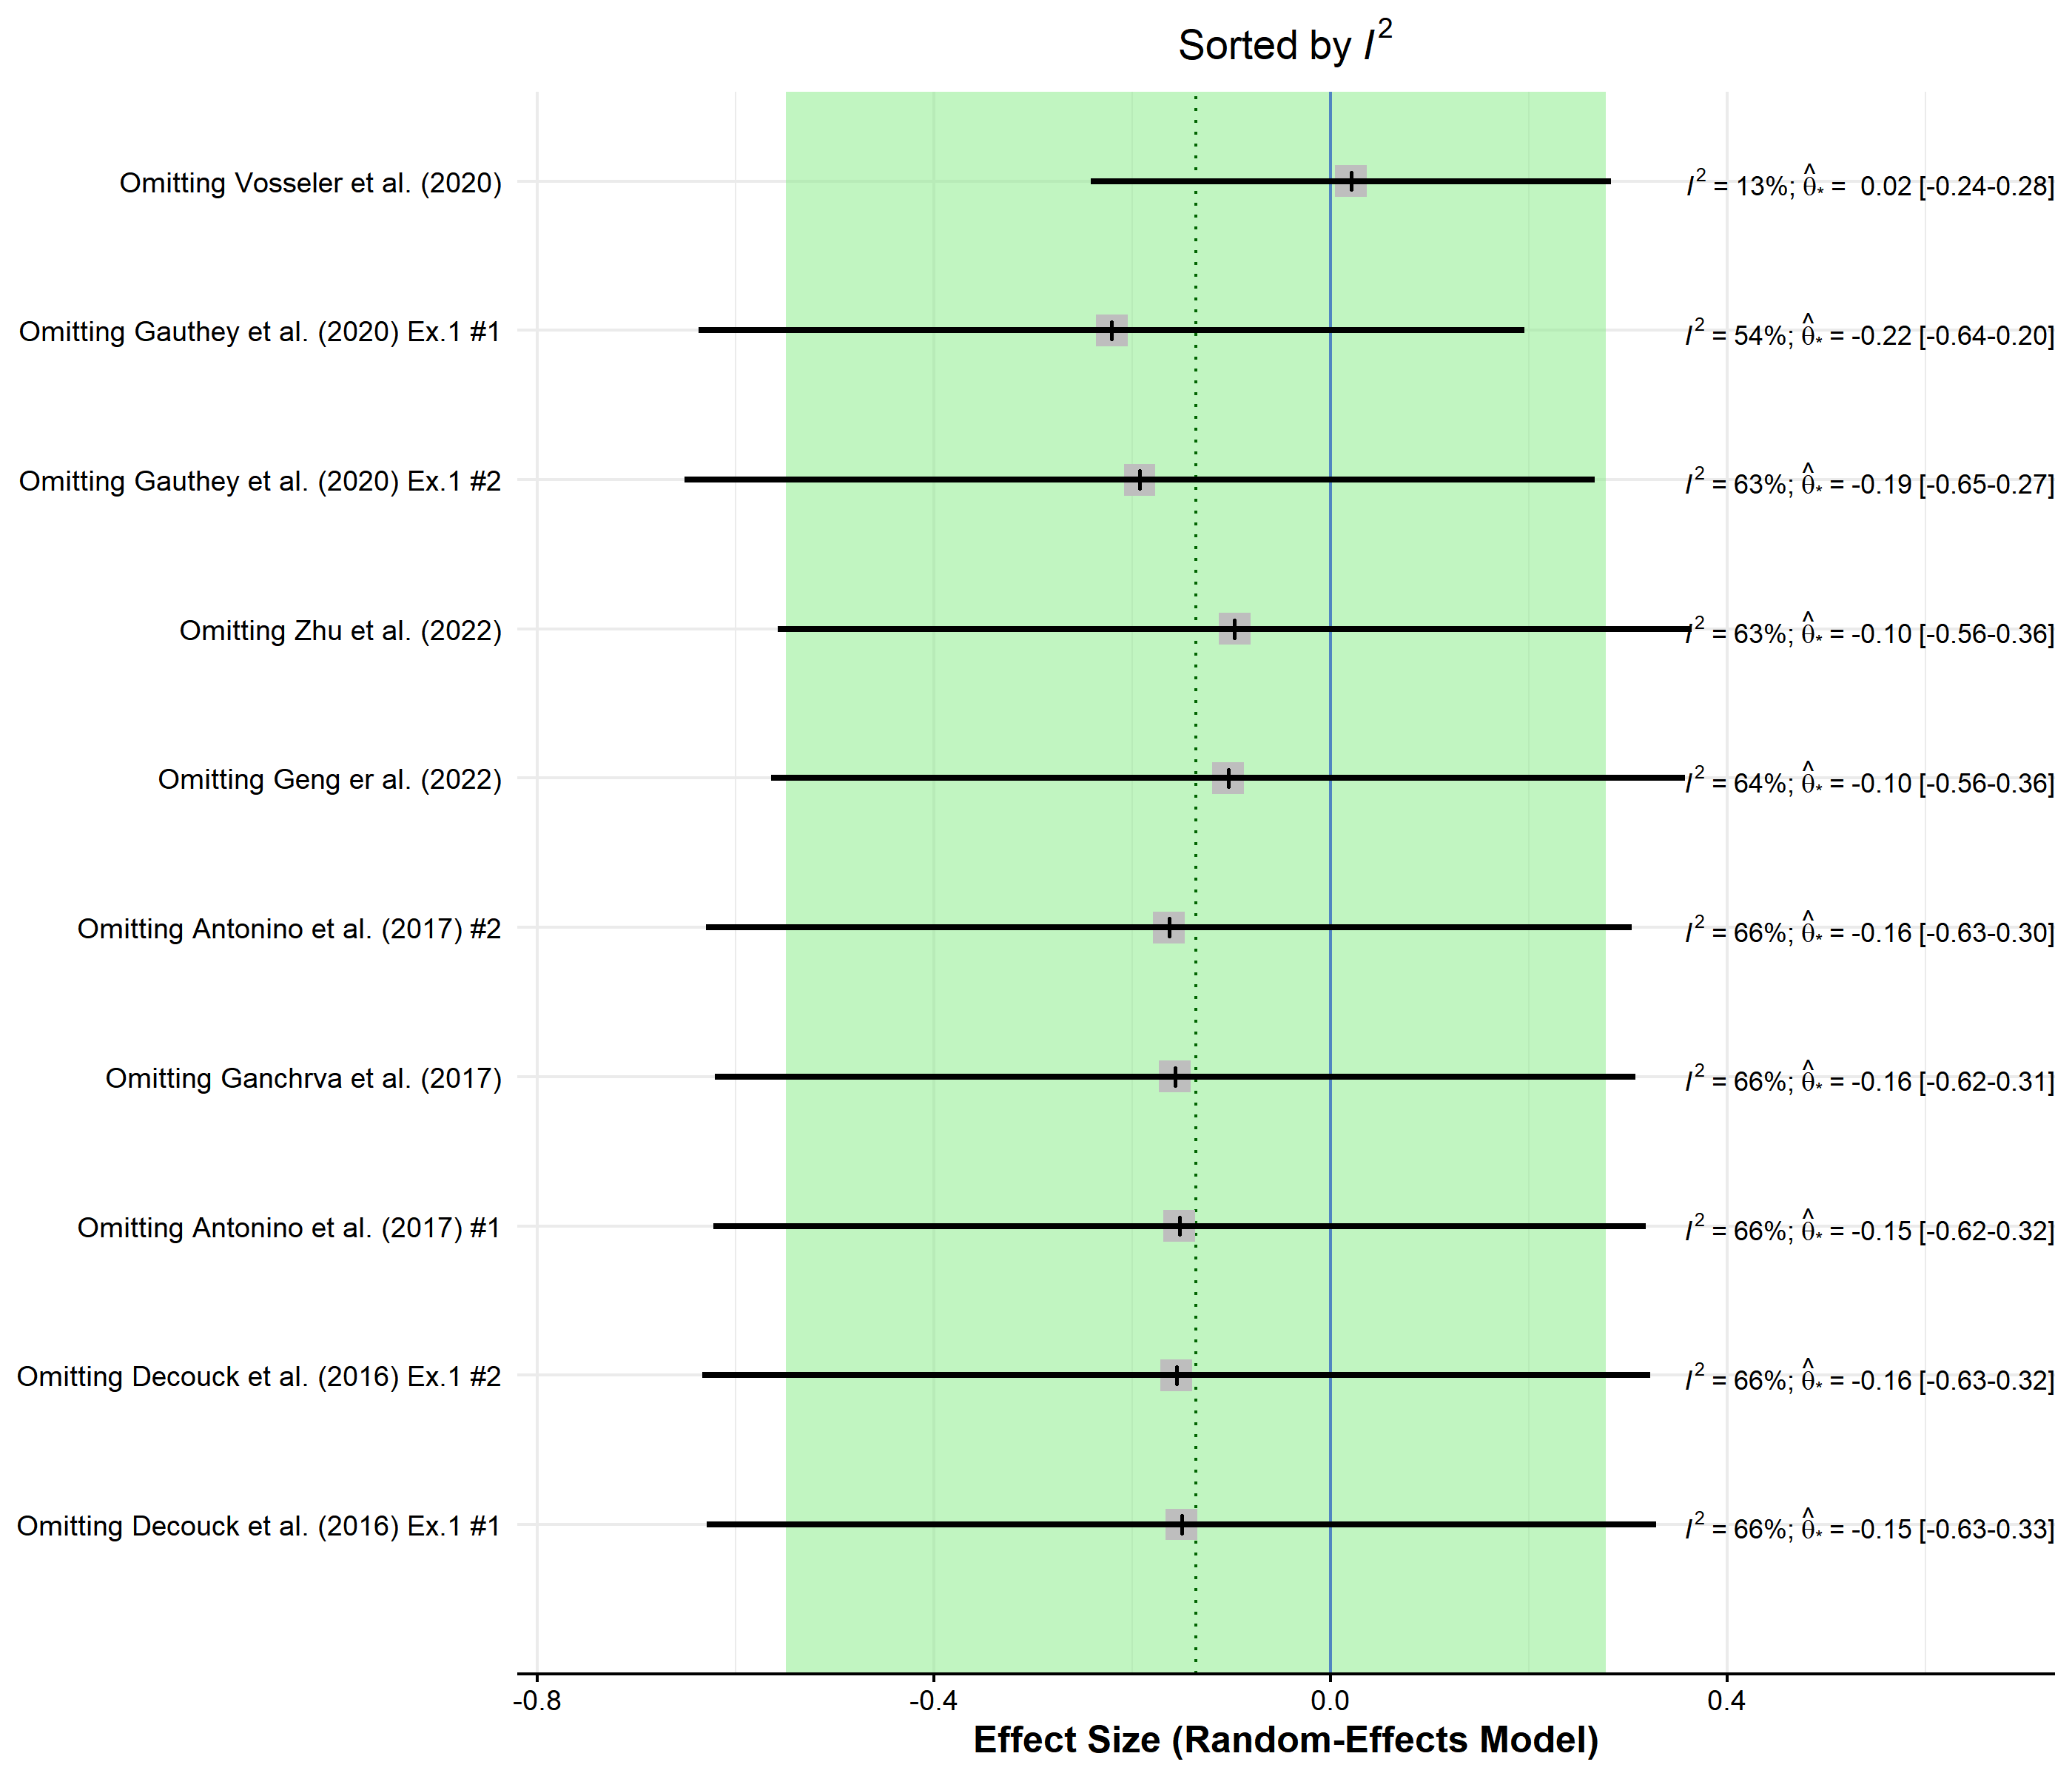 Sorted by I²
Omitting Vosseler et al. (2020) I² = 13%; θ̂* = 0.02 [-0.24-0.28]
Omitting Gauthey et al. (2020) Ex.1 #1 I² = 54%; θ̂* = -0.22 [-0.64-0.20]
Omitting Gauthey et al. (2020) Ex.1 #2 I² = 63%; θ̂* = -0.19 [-0.65-0.27]
Omitting Zhu et al. (2022) I² = 63%; θ̂* = -0.10 [-0.56-0.36]
Omitting Geng er al. (2022) I² = 64%; θ̂* = -0.10 [-0.56-0.36]
Omitting Antonino et al. (2017) #2 I² = 66%; θ̂* = -0.16 [-0.63-0.30]
Omitting Ganchrva et al. (2017) I² = 66%; θ̂* = -0.16 [-0.62-0.31]
Omitting Antonino et al. (2017) #1 I² = 66%; θ̂* = -0.15 [-0.62-0.32]
Omitting Decouck et al. (2016) Ex.1 #2 I² = 66%; θ̂* = -0.16 [-0.63-0.32]
Omitting Decouck et al. (2016) Ex.1 #1 I² = 66%; θ̂* = -0.15 [-0.63-0.33]
-0.8 -0.4 0.0 0.4
Effect Size (Random-Effects Model)